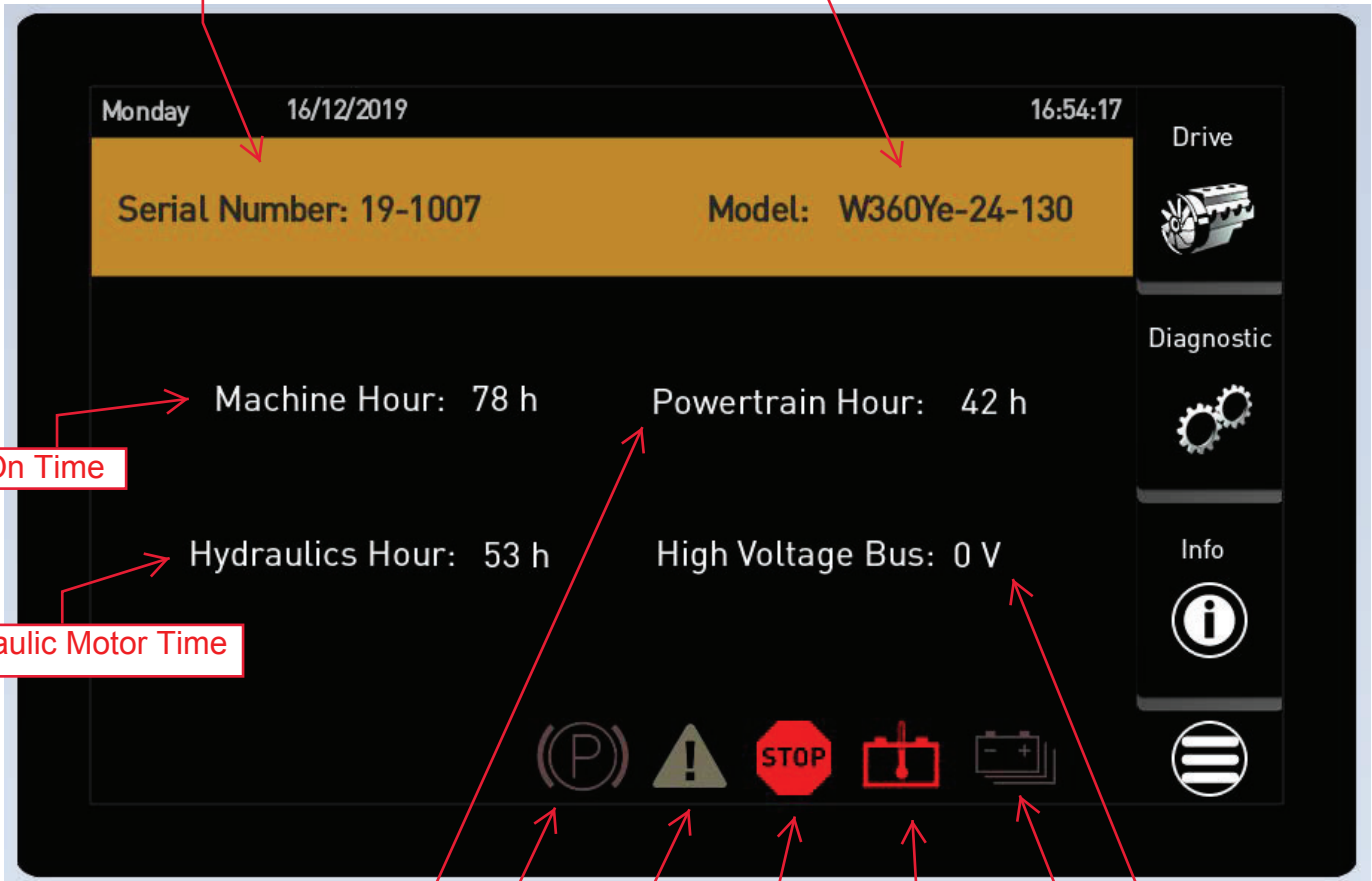 Monday 16/12/2019 16:54:17
Drive
Serial Number: 19-1007 Model: W360Ye-24-130
Diagnostic
Machine Hour: 78 h Powertrain Hour: 42 h
On Time
Hydraulics Hour: 53 h High Voltage Bus: 0 V
Info
Motor Time
P
STOP